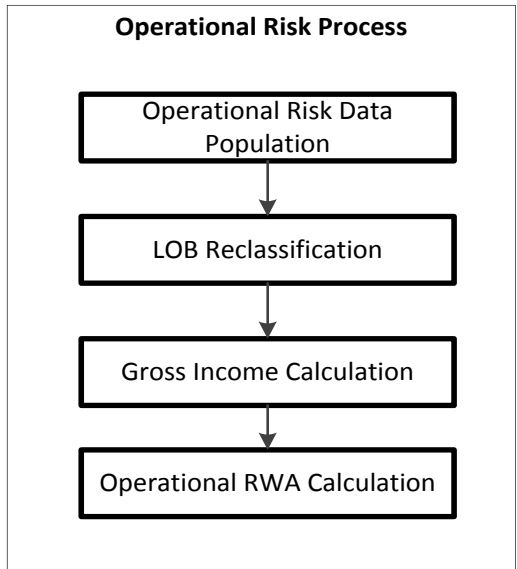 Operational Risk Process
Operational Risk Data
Population
LOB Reclassification
Gross Income Calculation
Operational RWA Calculation